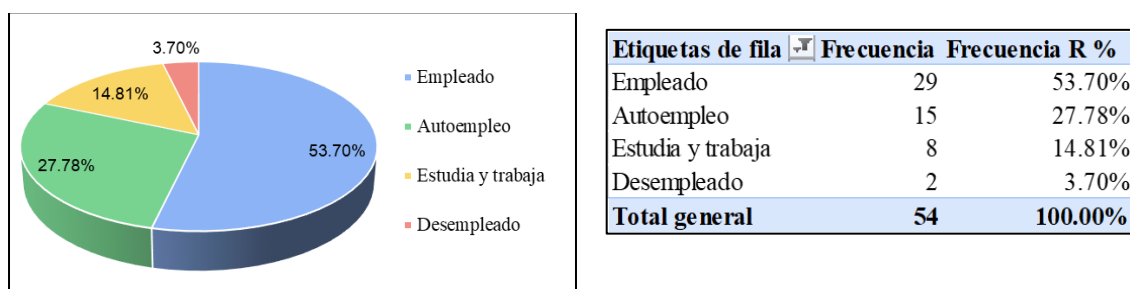 3.70%
14.81%
27.78%
53.70%
Empleado
Autoempleo
Estudia y trabaja
Desempleado
Etiquetas de fila Frecuencia Frecuencia R %
Empleado 29 53.70%
Autoempleo 15 27.78%
Estudia y trabaja 8 14.81%
Desempleado 2 3.70%
Total general 54 100.00%